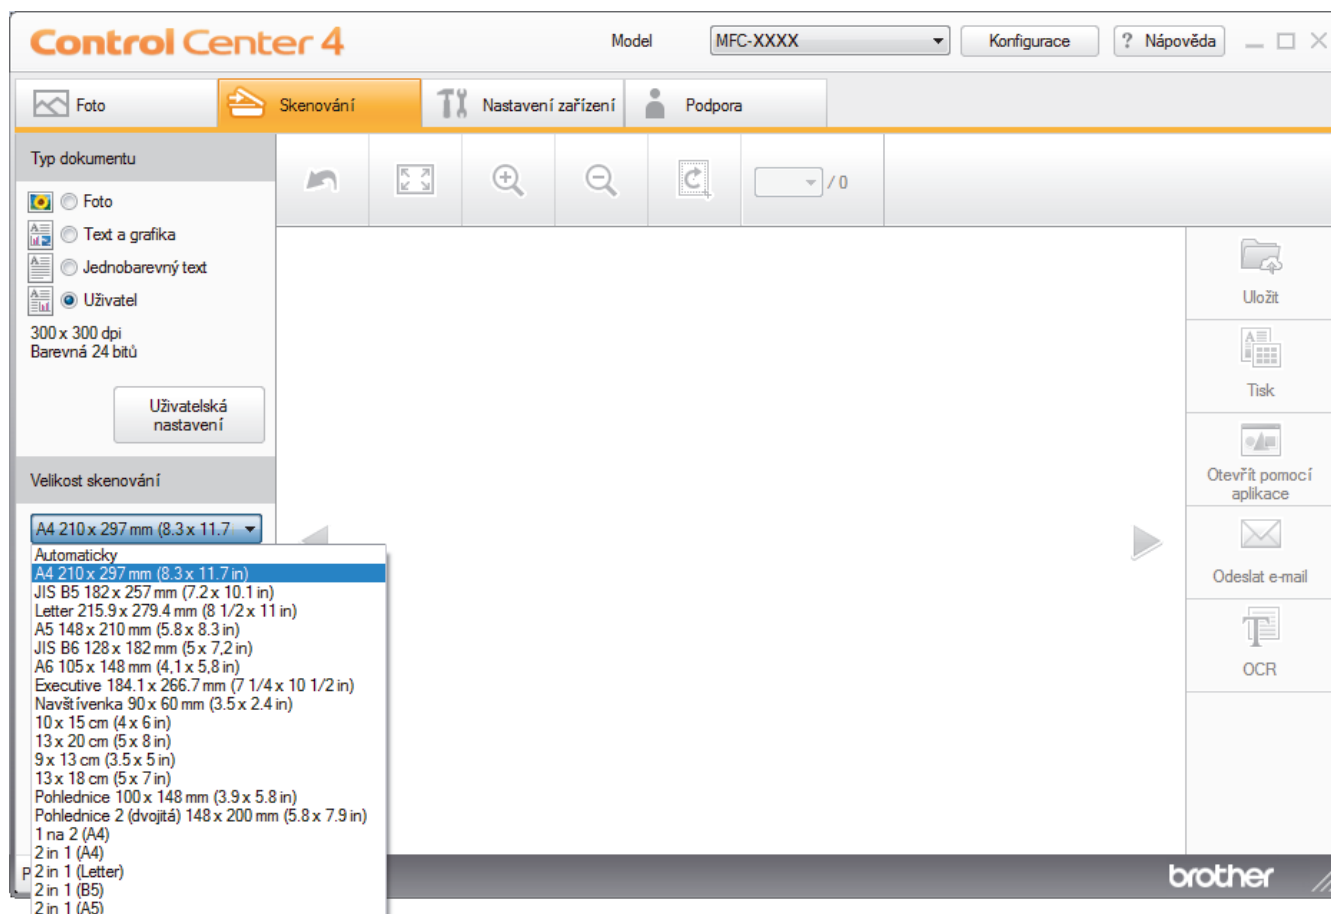 Control Center 4
Model
MFC-XXXX
Konfigurace
? Nápověda
Foto
Skenování
Nastavení zařízení
Podpora
Typ dokumentu
/ 0
Foto
Text a grafika
Jednobarevný text
Uživatel
300 x 300 dpi
Barevná 24 bitů
Uživatelská
nastavení
Velikost skenování
A4 210 x 297 mm (8.3 x 11.7
Automaticky
A4 210 x 297 mm (8.3 x 11.7 in)
JIS B5 182 x 257 mm (7.2 x 10.1 in)
Letter 215.9 x 279.4 mm (8 1/2 x 11 in)
A5 148 x 210 mm (5.8 x 8.3 in)
JIS B6 128 x 182 mm (5 x 7,2 in)
A6 105 x 148 mm (4,1 x 5,8 in)
Executive 184.1 x 266.7 mm (7 1/4 x 10 1/2 in)
Navštívenka 90 x 60 mm (3.5 x 2.4 in)
10 x 15 cm (4 x 6 in)
13 x 20 cm (5 x 8 in)
9 x 13 cm (3.5 x 5 in)
13 x 18 cm (5 x 7 in)
Pohlednice 100 x 148 mm (3.9 x 5.8 in)
Pohlednice 2 (dvojitá) 148 x 200 mm (5.8 x 7.9 in)
1 na 2 (A4)
2 in 1 (A4)
2 in 1 (Letter)
2 in 1 (B5)
2 in 1 (A5)
Uložit
Tisk
Otevřít pomocí
aplikace
Odeslat e-mail
OCR
brother